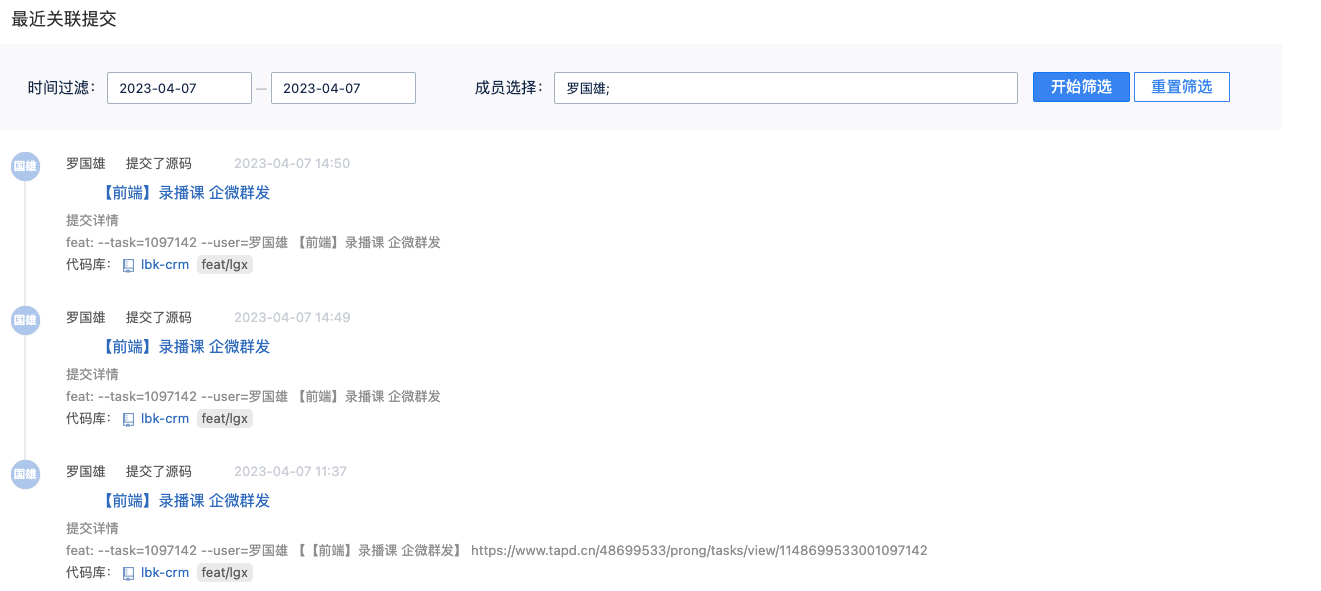 最近关联提交
时间过滤： 2023-04-07 — 2023-04-07 成员选择： 罗国雄; 开始筛选 重置筛选
国雄 罗国雄 提交了源码 2023-04-07 14:50
【前端】录播课 企微群发
提交详情
feat: --task=1097142 --user=罗国雄 【前端】录播课 企微群发
代码库： lbk-crm feat/lgx
国雄 罗国雄 提交了源码 2023-04-07 14:49
【前端】录播课 企微群发
提交详情
feat: --task=1097142 --user=罗国雄 【前端】录播课 企微群发
代码库： lbk-crm feat/lgx
国雄 罗国雄 提交了源码 2023-04-07 11:37
【前端】录播课 企微群发
提交详情
feat: --task=1097142 --user=罗国雄 【【前端】录播课 企微群发】 https://www.tapd.cn/48699533/prong/tasks/view/1148699533001097142
代码库： lbk-crm feat/lgx